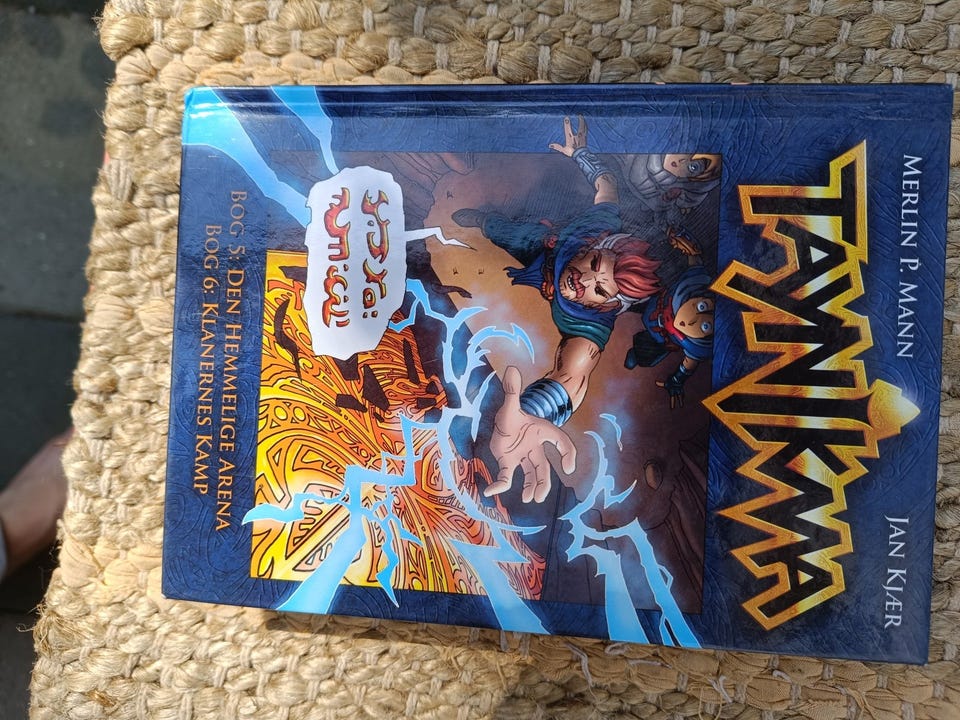 MERLIN P. MANN JAN KJÆR
TAYNIKMA
BOG 5: DEN HEMMELIGE ARENA
BOG 6: KLANERNES KAMP